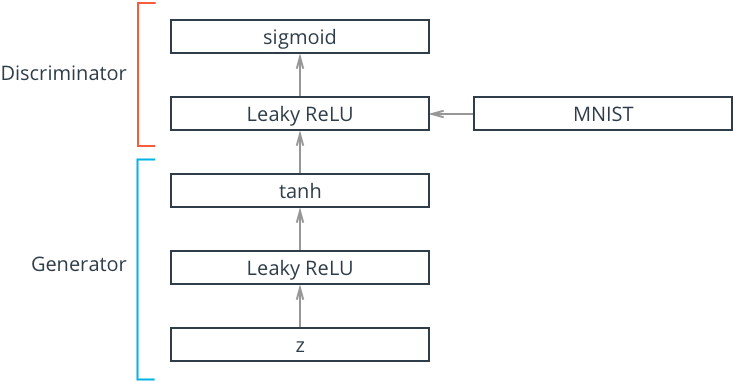 sigmoid
Discriminator
Leaky ReLU
MNIST
tanh
Generator
Leaky ReLU
z